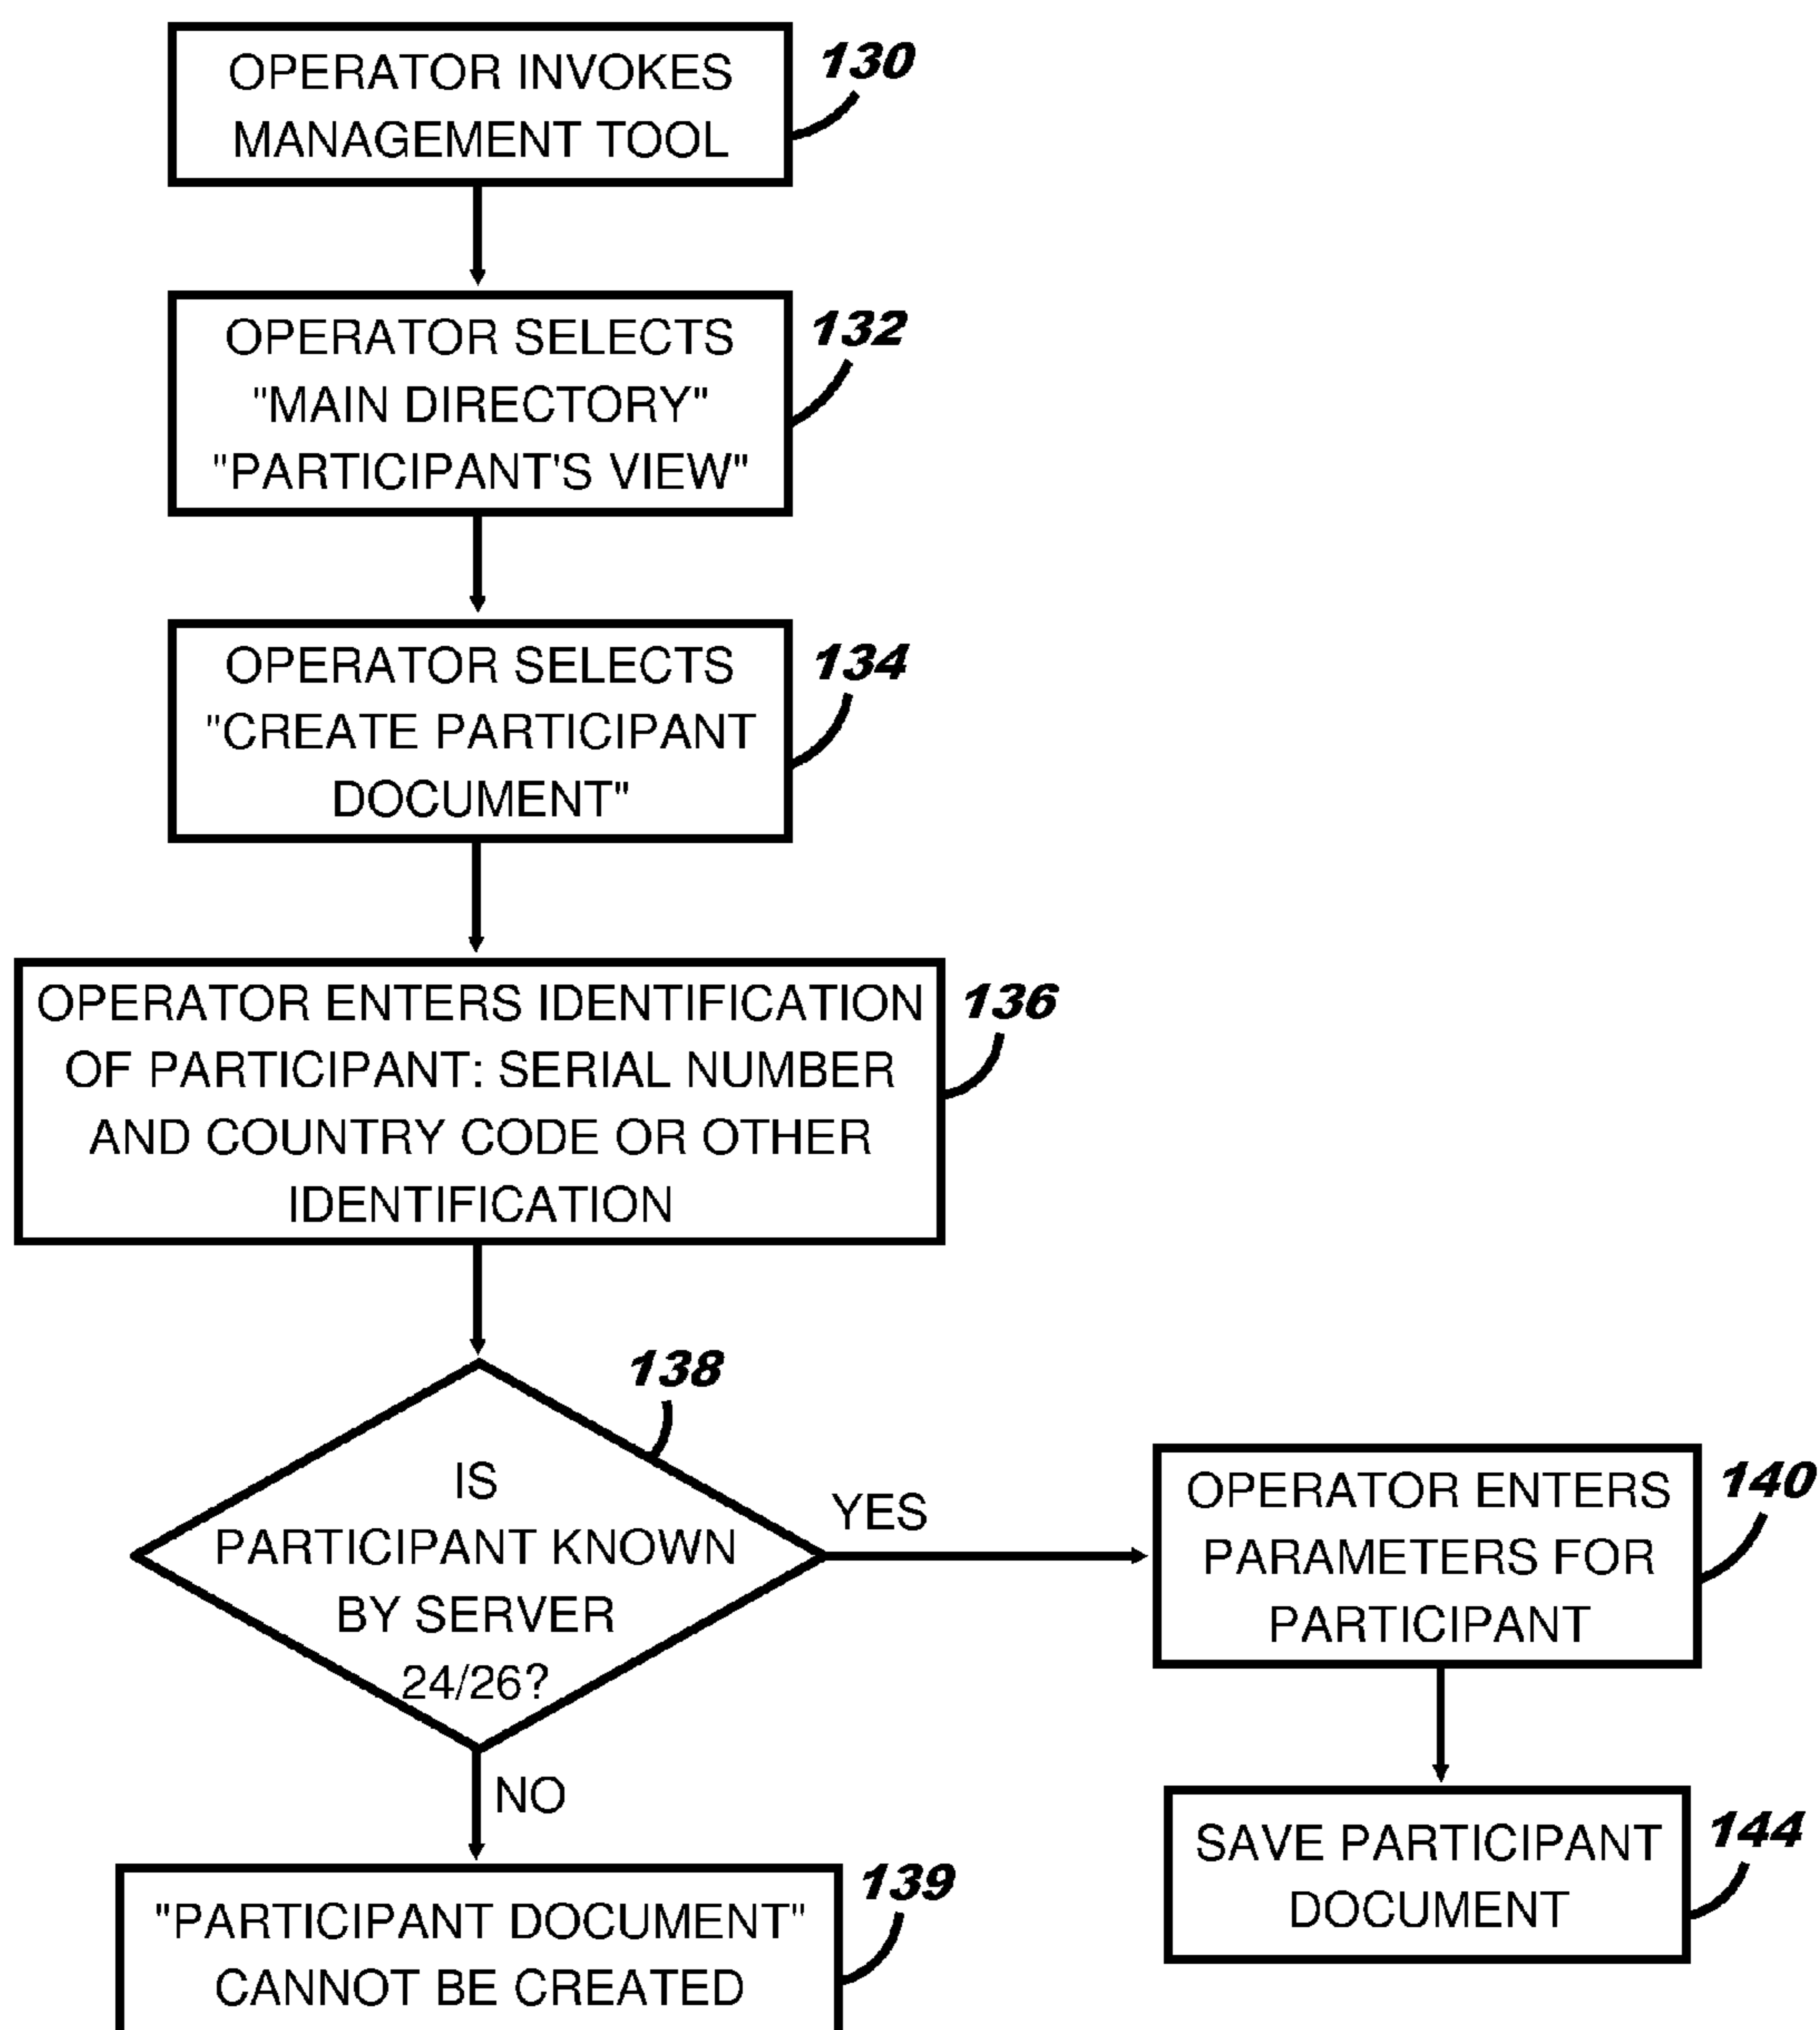 OPERATOR INVOKES
MANAGEMENT TOOL
130
OPERATOR SELECTS
"MAIN DIRECTORY"
"PARTICIPANT'S VIEW"
132
OPERATOR SELECTS
"CREATE PARTICIPANT
DOCUMENT"
134
OPERATOR ENTERS IDENTIFICATION
OF PARTICIPANT: SERIAL NUMBER
AND COUNTRY CODE OR OTHER
IDENTIFICATION
136
IS
PARTICIPANT KNOWN
BY SERVER
24/26?
138
YES
OPERATOR ENTERS
PARAMETERS FOR
PARTICIPANT
140
SAVE PARTICIPANT
DOCUMENT
144
NO
"PARTICIPANT DOCUMENT"
CANNOT BE CREATED
139